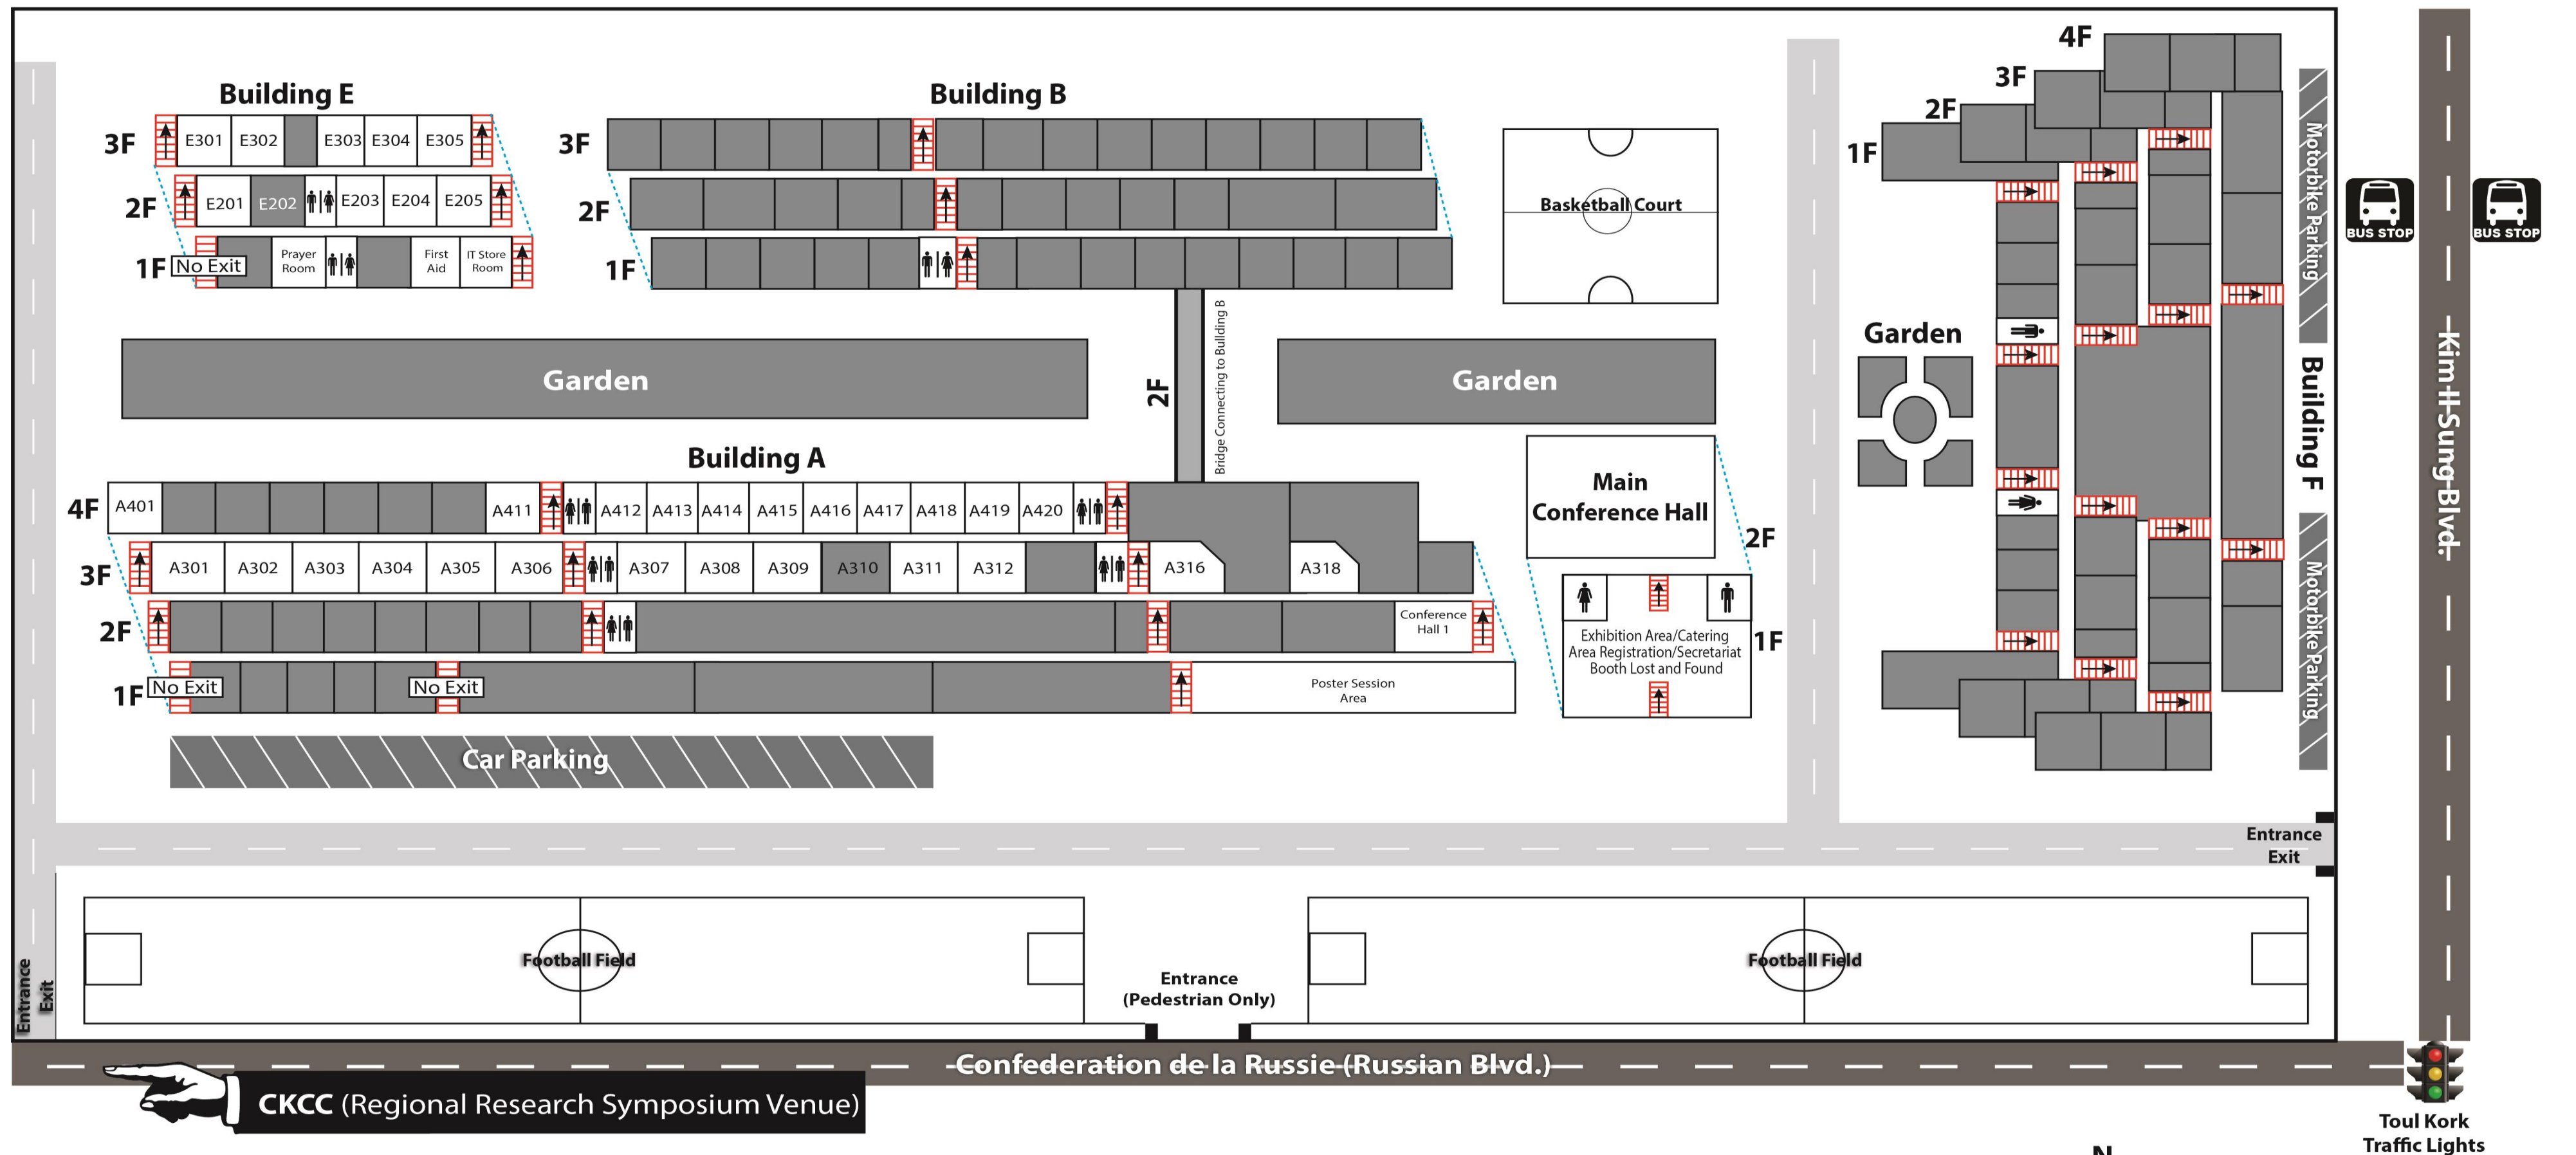 Building E
3F
E301
E302
E303
E304
E305
2F
E201
E202
E203
E204
E205
1F
No Exit
Prayer
Room
First
Aid
IT Store
Room
Building B
3F
2F
1F
Basketball Court
4F
3F
2F
1F
Motorbike Parking
BUS STOP
BUS STOP
Garden
Garden
2F
Bridge Connecting to Building B
Garden
Building F
Kim Il Sung Blvd.
Motorbike Parking
Building A
4F
A401
A411
A412
A413
A414
A415
A416
A417
A418
A419
A420
3F
A301
A302
A303
A304
A305
A306
A307
A308
A309
A310
A311
A312
A316
A318
2F
Conference
Hall 1
1F
No Exit
No Exit
Poster Session
Area
Main
Conference Hall
2F
Exhibition Area/Catering
Area Registration/Secretariat
Booth Lost and Found
1F
Car Parking
Entrance
Exit
Football Field
Football Field
Entrance
(Pedestrian Only)
Entrance
Exit
Confederation de la Russie (Russian Blvd.)
CKCC (Regional Research Symposium Venue)
Toul Kork
Traffic Lights
N